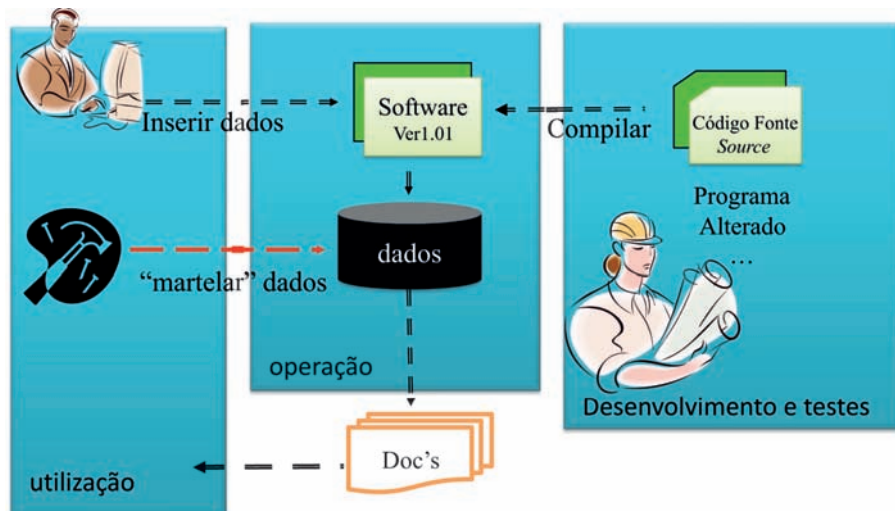 Inserir dados
Software
Ver1.01
Compilar
Código Fonte
Source
Programa
Alterado
...
"martelar" dados
dados
operação
Desenvolvimento e testes
Doc's
utilização